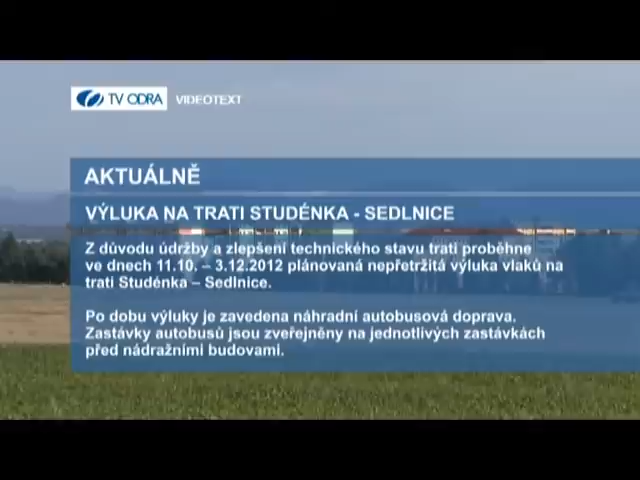 TV ODRA VIDEOTEXT
AKTUÁLNĚ
VÝLUKA NA TRATI STUDÉNKA - SEDLNICE
Z důvodu údržby a zlepšení technického stavu trati proběhne
ve dnech 11.10. – 3.12.2012 plánovaná nepřetržitá výluka vlaků na
trati Studénka – Sedlnice.
Po dobu výluky je zavedena náhradní autobusová doprava.
Zastávky autobusů jsou zveřejněny na jednotlivých zastávkách
před nádražními budovami.